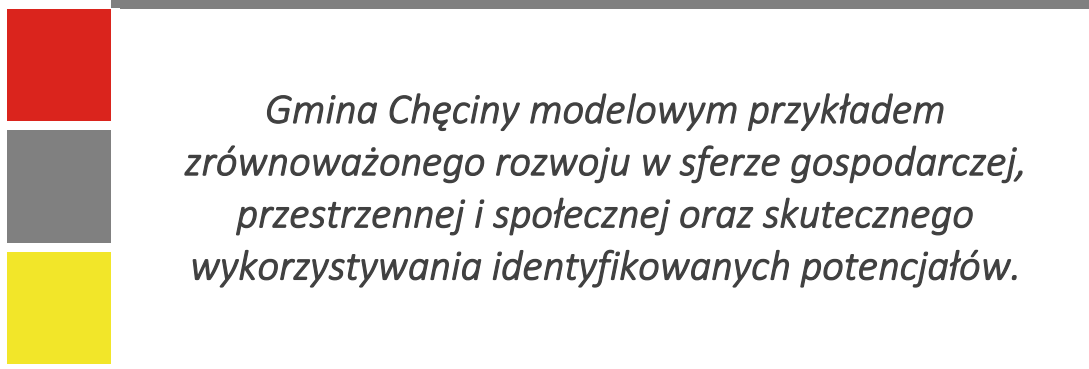 Gmina Chęciny modelowym przykładem
zrównoważonego rozwoju w sferze gospodarczej,
przestrzennej i społecznej oraz skutecznego
wykorzystywania identyfikowanych potencjałów.